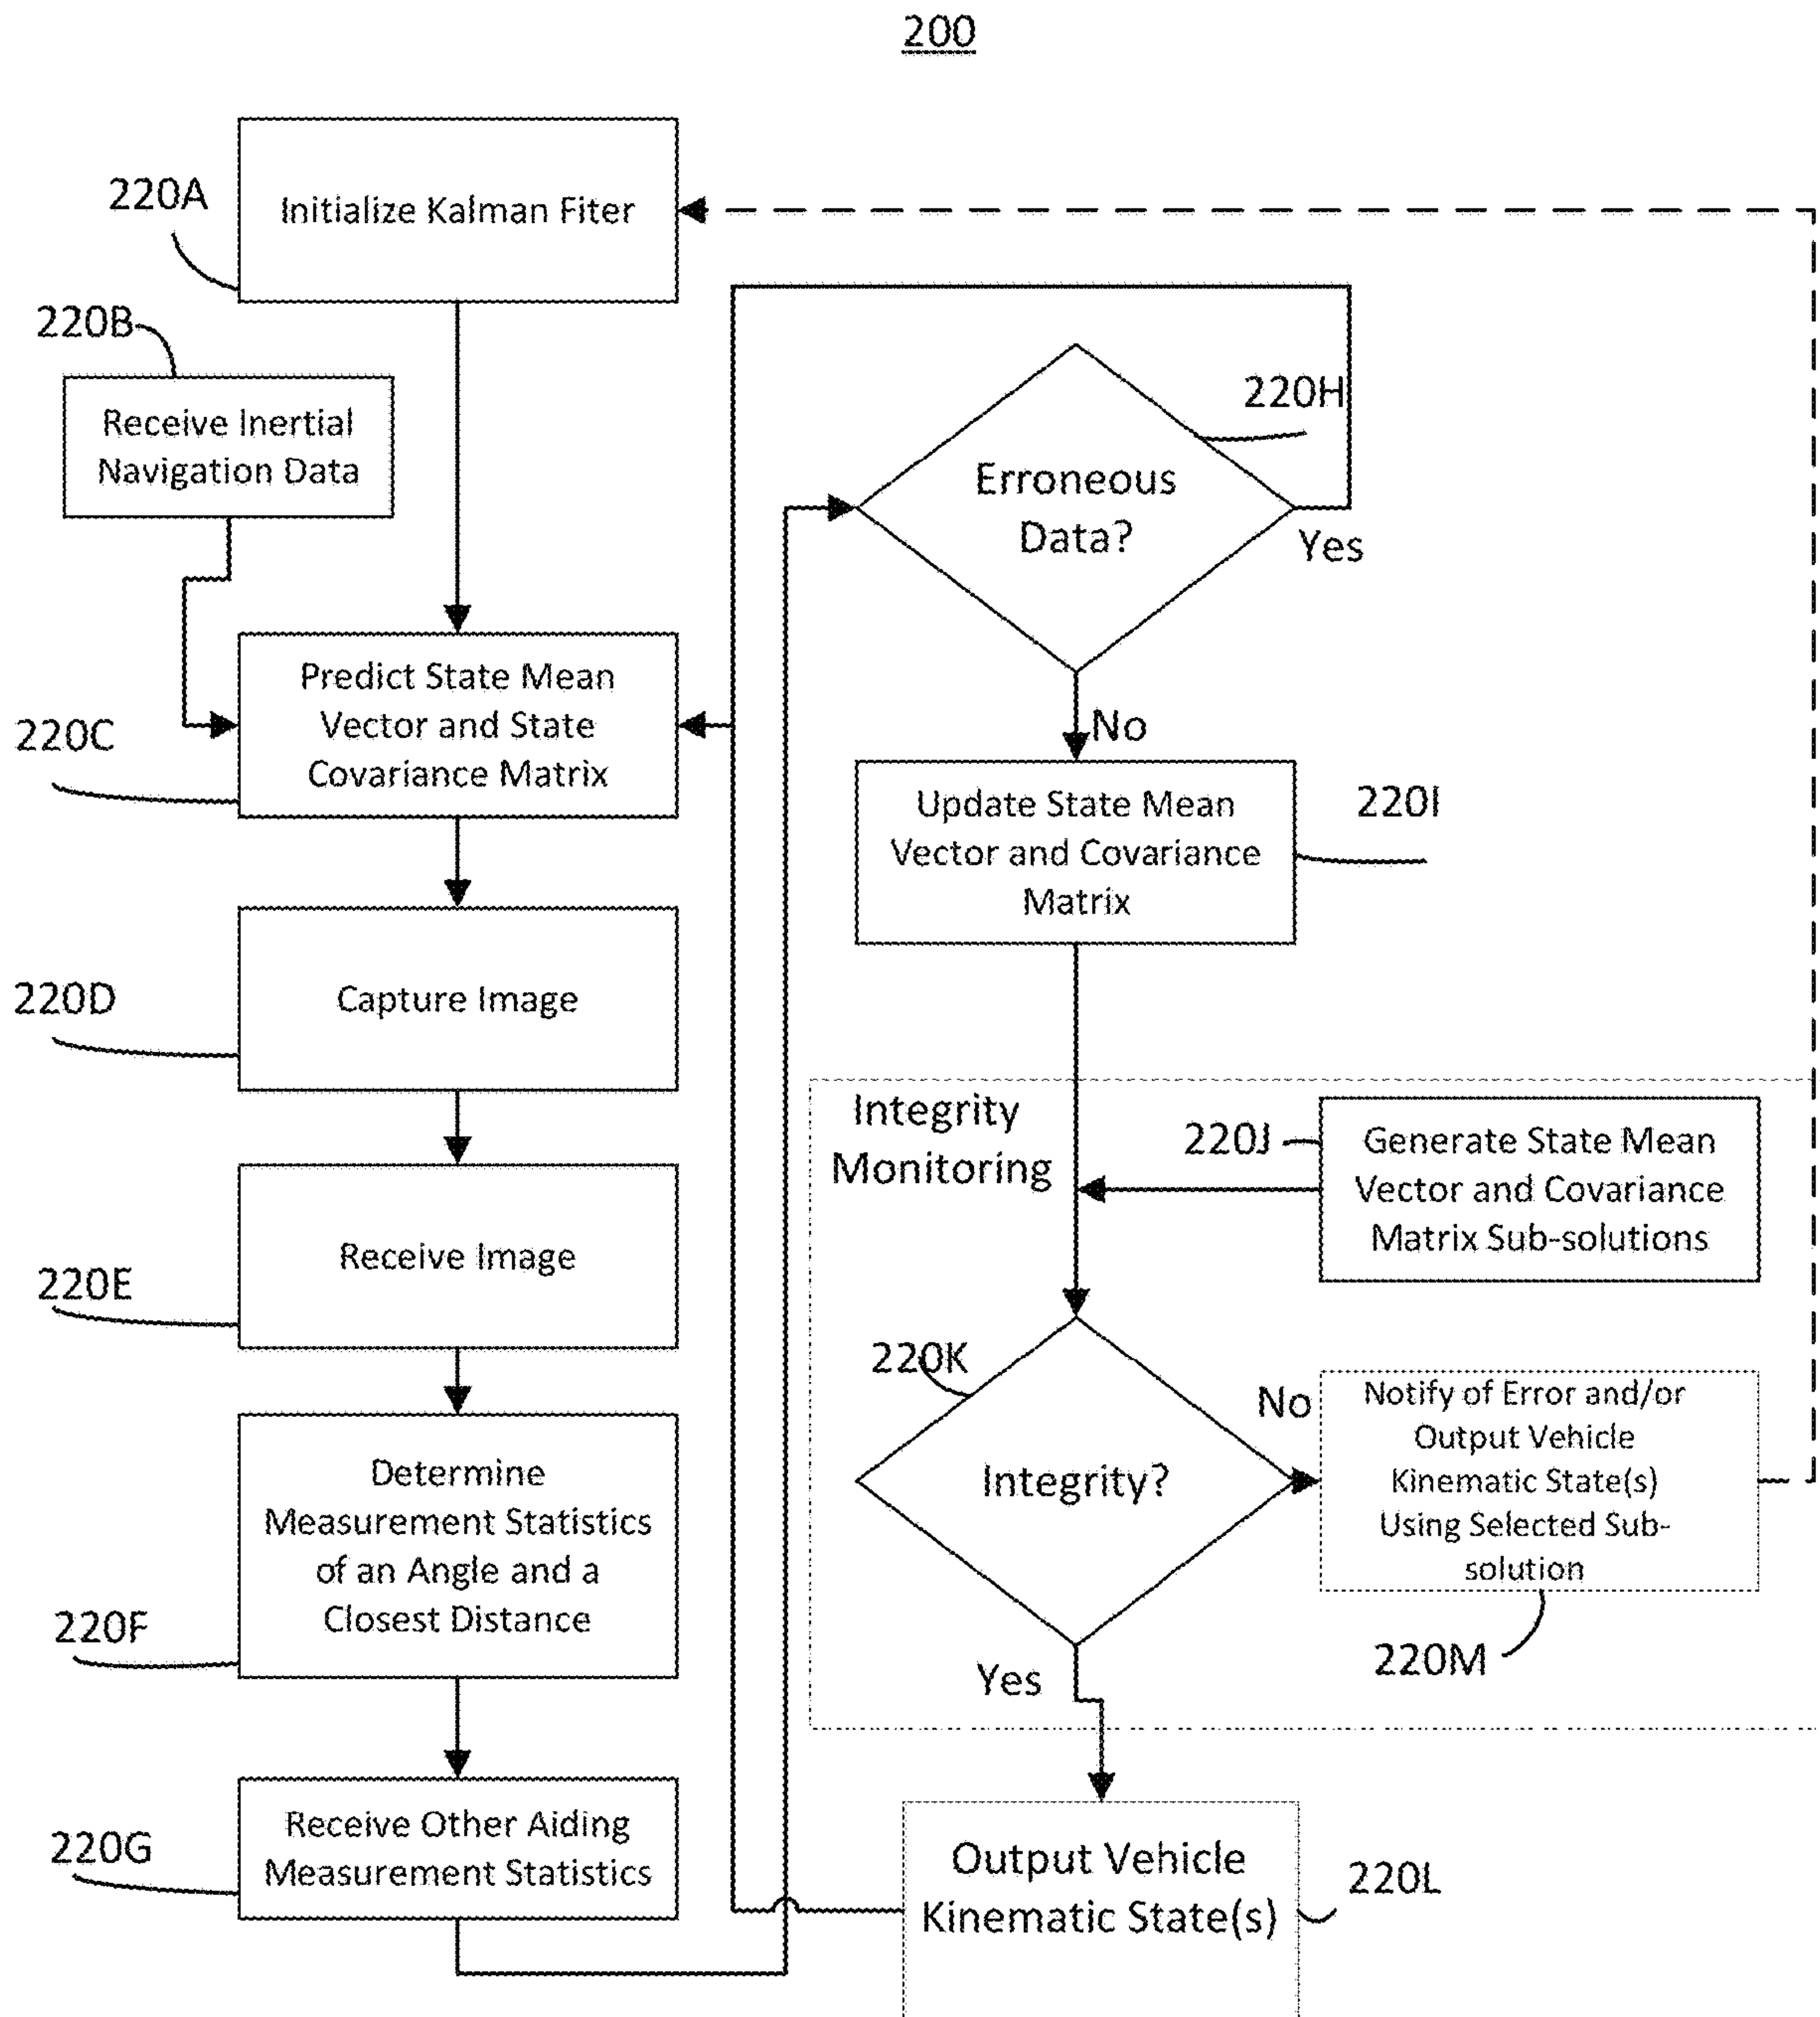 200
220A
Initialize Kalman Fiter
220B
Receive Inertial
Navigation Data
220C
Predict State Mean
Vector and State
Covariance Matrix
220D
Capture Image
220E
Receive Image
220F
Determine
Measurement Statistics
of an Angle and a
Closest Distance
220G
Receive Other Aiding
Measurement Statistics
220H
Erroneous
Data?
Yes
No
Update State Mean
Vector and Covariance
Matrix
220I
Integrity
Monitoring
220J
Generate State Mean
Vector and Covariance
Matrix Sub-solutions
220K
Integrity?
No
Notify of Error and/or
Output Vehicle
Kinematic State(s)
Using Selected Sub-
solution
220M
Yes
Output Vehicle
Kinematic State(s)
220L